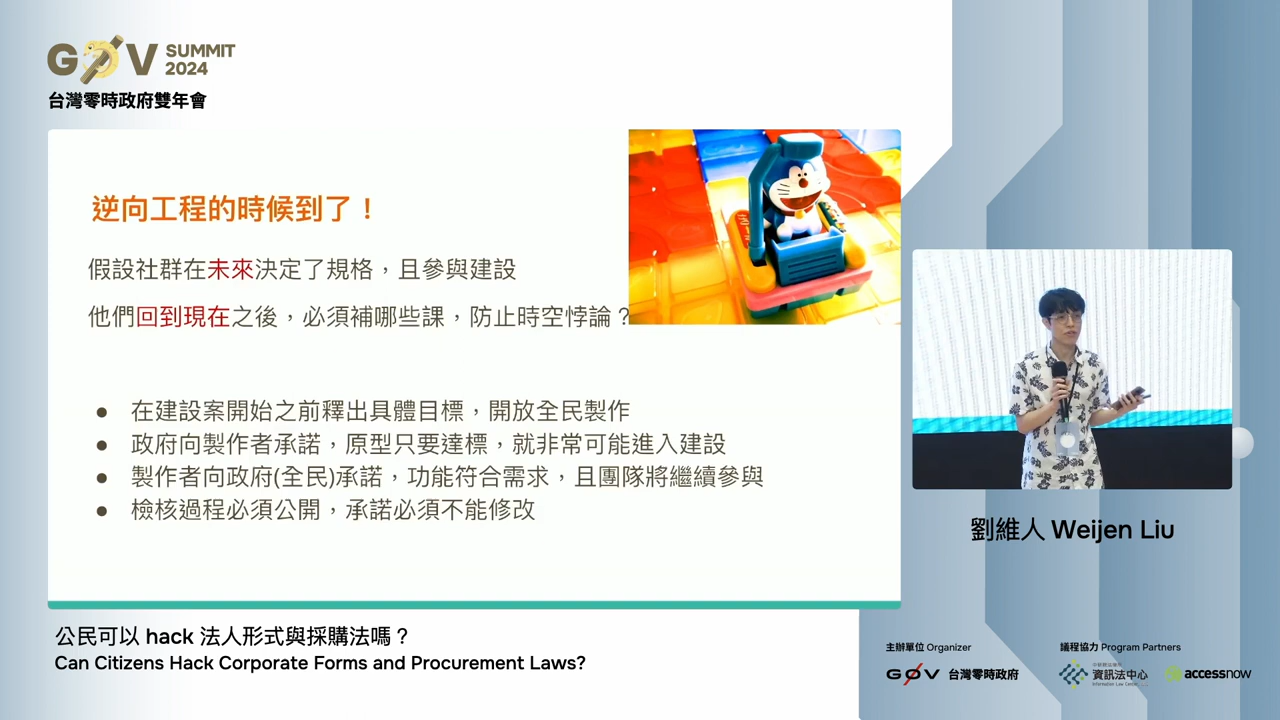 GØV SUMMIT 2024
台灣零時政府雙年會
逆向工程的時候到了！
假設社群在未來決定了規格，且參與建設
他們回到現在之後，必須補哪些課，防止時空悖論？
● 在建設案開始之前釋出具體目標，開放全民製作
● 政府向製作者承諾，原型只要達標，就非常可能進入建設
● 製作者向政府(全民)承諾，功能符合需求，且團隊將繼續參與
● 檢核過程必須公開，承諾必須不能修改
劉維人 Weijen Liu
公民可以 hack 法人形式與採購法嗎？
Can Citizens Hack Corporate Forms and Procurement Laws?
主辦單位 Organizer
GØV 台灣零時政府
議程協力 Program Partners
資訊法中心
Information Law Center
accessnow